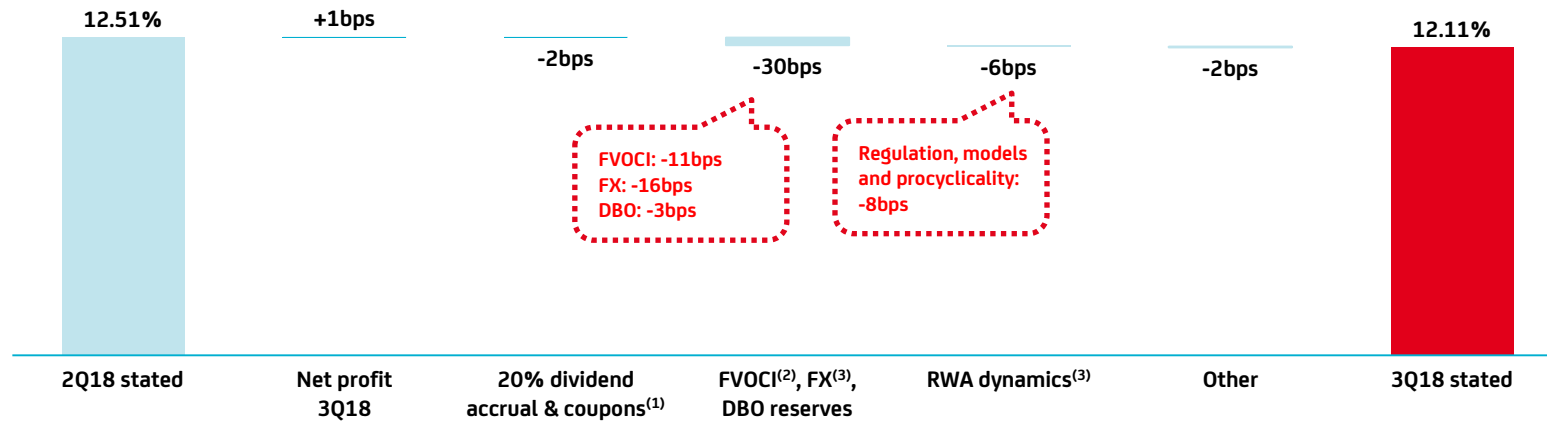 12.51%
+1bps
-2bps
-30bps
-6bps
-2bps
12.11%
FVOCI: -11bps
FX: -16bps
DBO: -3bps
Regulation, models
and procyclicality:
-8bps
2Q18 stated
Net profit
3Q18
20% dividend
accrual & coupons(1)
FVOCI(2), FX(3),
DBO reserves
RWA dynamics(3)
Other
3Q18 stated